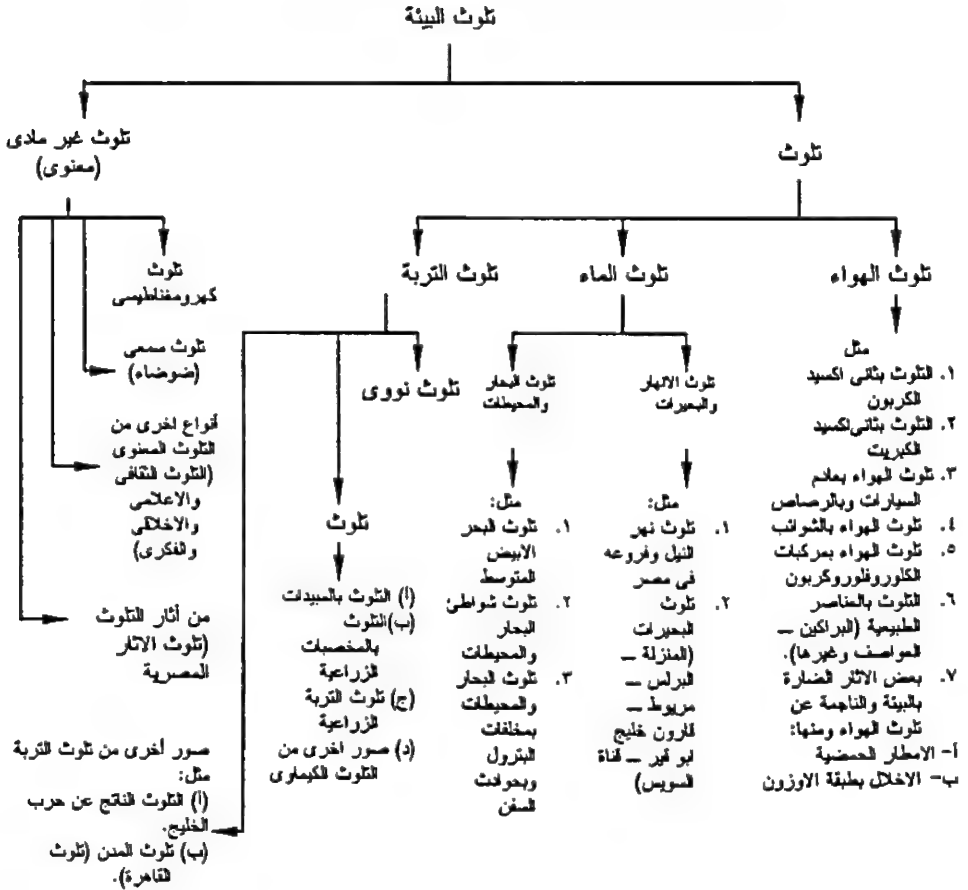 تلوث البيئة
تلوث
تلوث غير مادى
(معنوى)
تلوث الهواء
تلوث الماء
تلوث التربة
مثل
١. التلوث بثانى اكسيد
الكربون
٢. التلوث بثانى اكسيد
الكبريت
٣. تلوث الهواء بعادم
السيارات وبالرصاص
٤. تلوث الهواء بالشوائب
٥. تلوث الهواء بمركبات
الكلوروفلوروكربون
٦. التلوث بالعناصر
الطبيعية (البراكين –
العواصف وغيرها).
٧. بعض الاثار الضارة
بالبيئة والناجمة عن
تلوث الهواء ومنها:
أ- الامطار الحمضية
ب- الاخلال بطبقة الاوزون
تلوث الانهار
والبحيرات
مثل:
١. تلوث نهر
النيل وفروعه
فى مصر
٢. تلوث
البحيرات
(المنزلة –
البرلس –
مريوط –
قارون خليج
ابو قير – قناة
السويس)
تلوث البحار
والمحيطات
مثل:
١. تلوث البحر
الابيض
المتوسط
٢. تلوث شواطئ
البحار
والمحيطات
٣. تلوث البحار
والمحيطات
بمخلفات
البترول
وبحوادث
السفن
تلوث نووى
تلوث
(أ) التلوث بالمبيدات
(ب) التلوث
بالمخصبات
الزراعية
(ج) تلوث التربة
الزراعية
(د) صور اخرى من
التلوث الكيماوى
صور أخرى من تلوث التربة
مثل:
(أ) التلوث الناتج عن حرب
الخليج.
(ب) تلوث المدن (تلوث
القاهرة).
تلوث
كهرومغناطيسى
تلوث سمعى
(ضوضاء)
أنواع اخرى من
التلوث المعنوى
(التلوث الثقافى
والاعلامى
والاخلاقى
والفكرى)
من أثار التلوث
(تلوث الاثار
المصرية